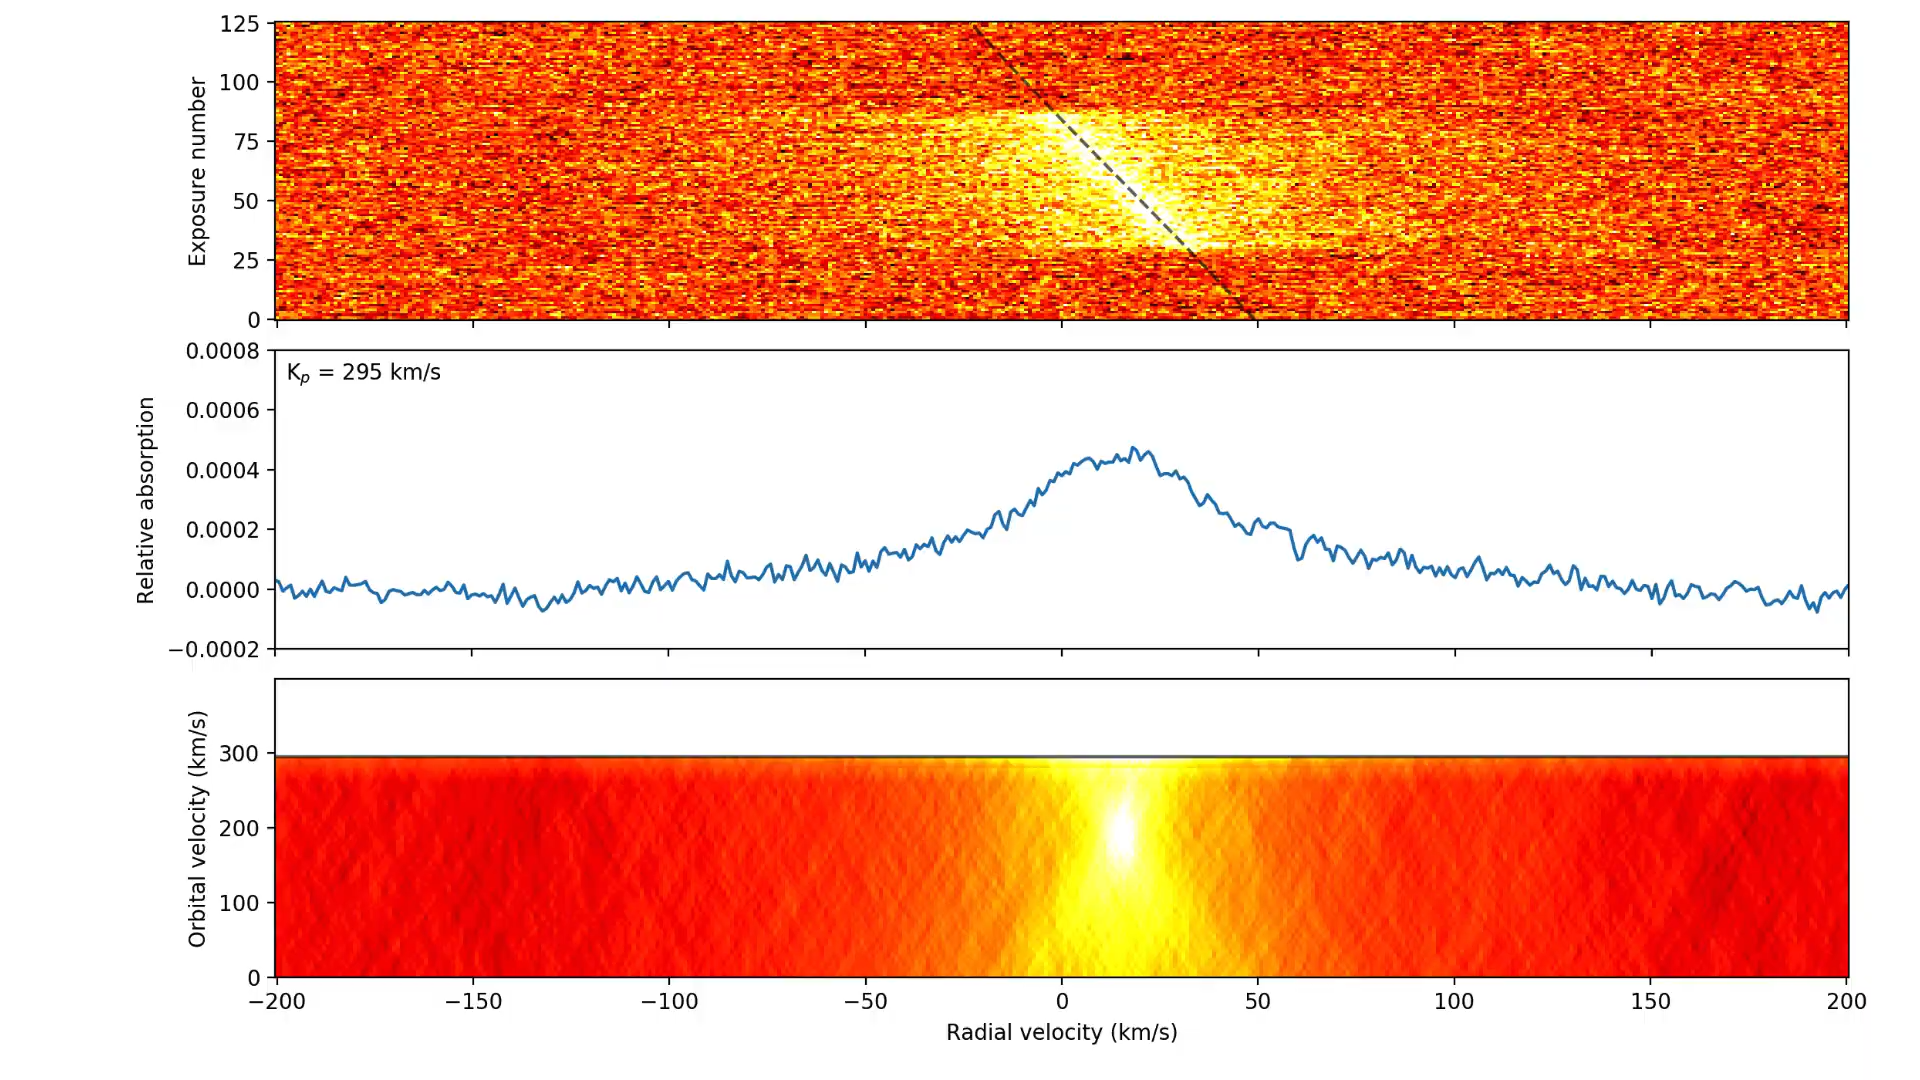 125
100
75
50
25
0
Exposure number
0.0008
0.0006
0.0004
0.0002
0.0000
−0.0002
Relative absorption
Kp = 295 km/s
300
200
100
0
Orbital velocity (km/s)
−200 −150 −100 −50 0 50 100 150 200
Radial velocity (km/s)